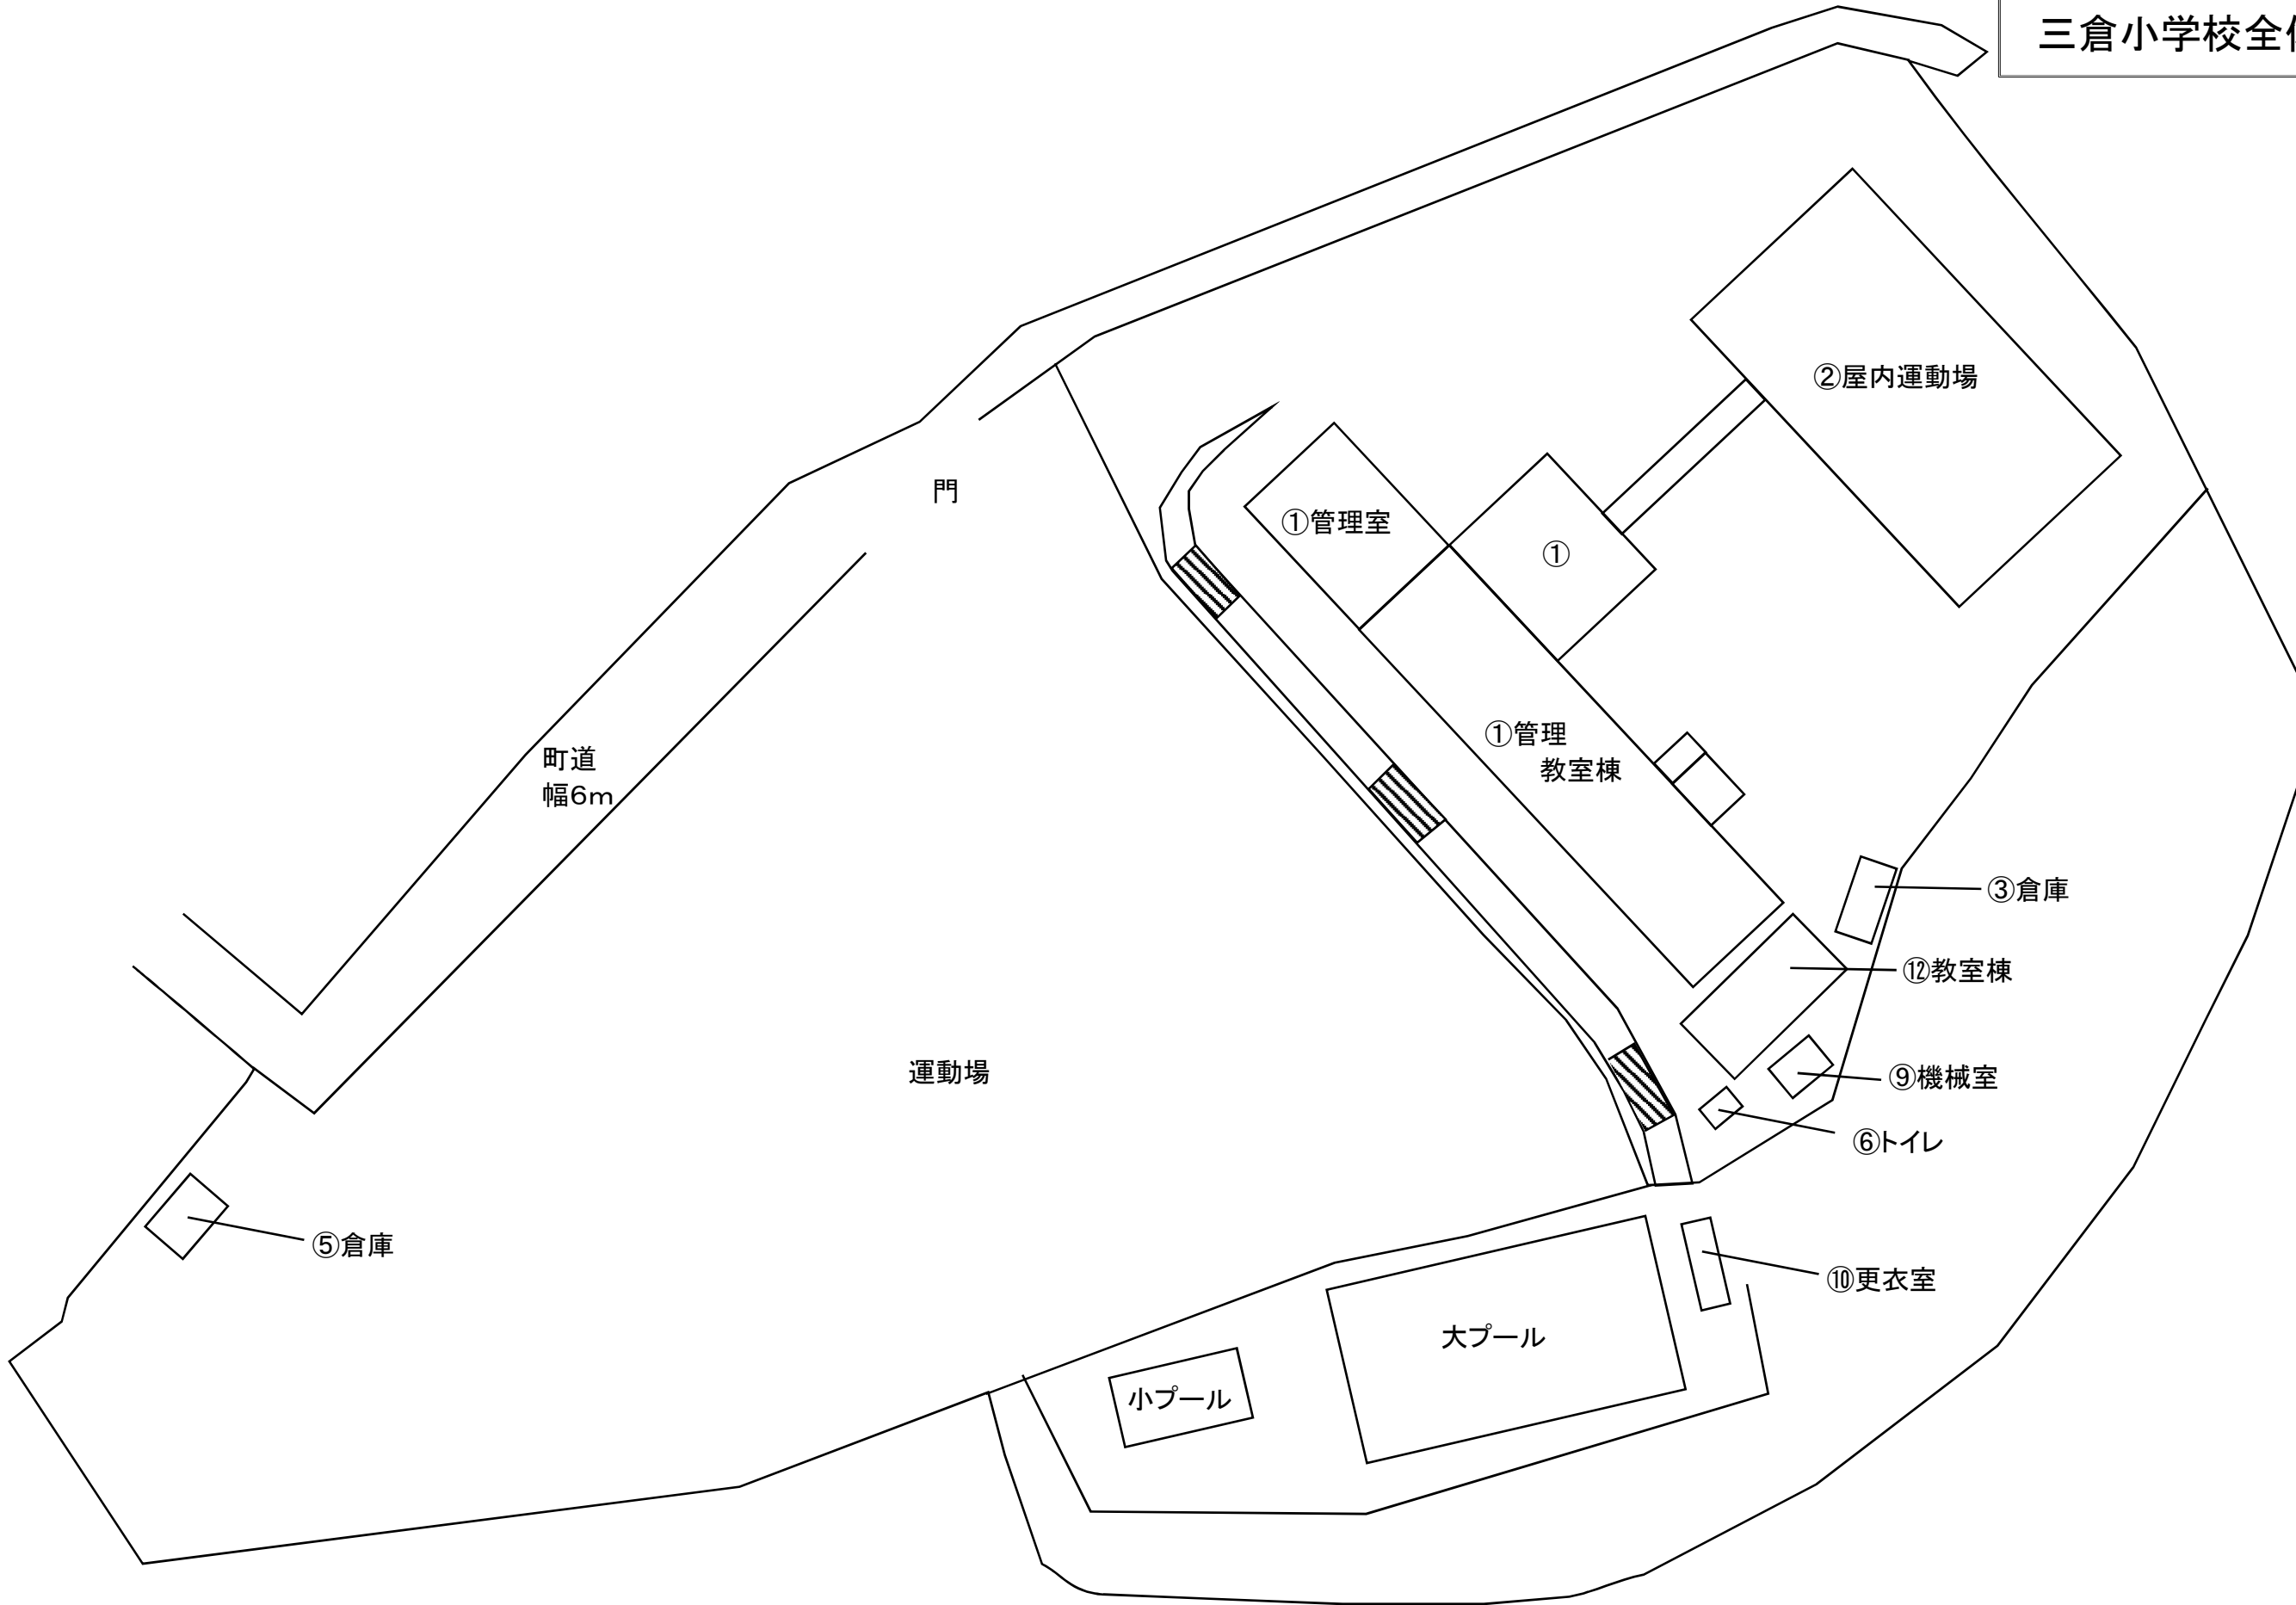 三倉小学校全
②屋内運動場
門
①管理室
①
①管理
教室棟
町道
幅6m
③倉庫
⑫教室棟
運動場
⑨機械室
⑥トイレ
⑤倉庫
⑩更衣室
大プール
小プール